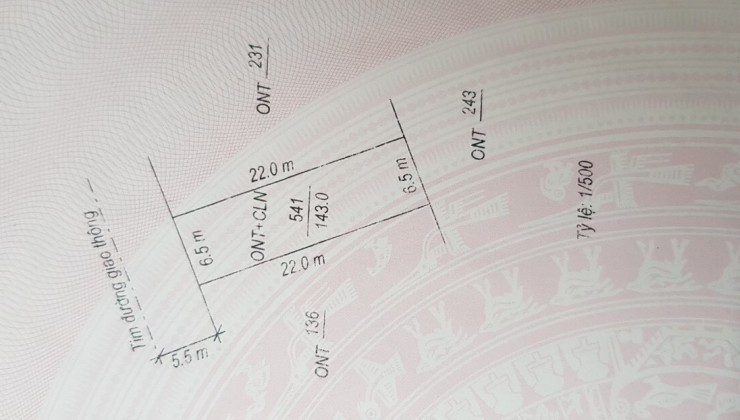 Tim đường giao thông
5.5 m
6.5 m
ONT 231
22.0 m
ONT+CLN
541
143.0
22.0 m
6.5 m
ONT 136
ONT 243
Tỷ lệ: 1/500